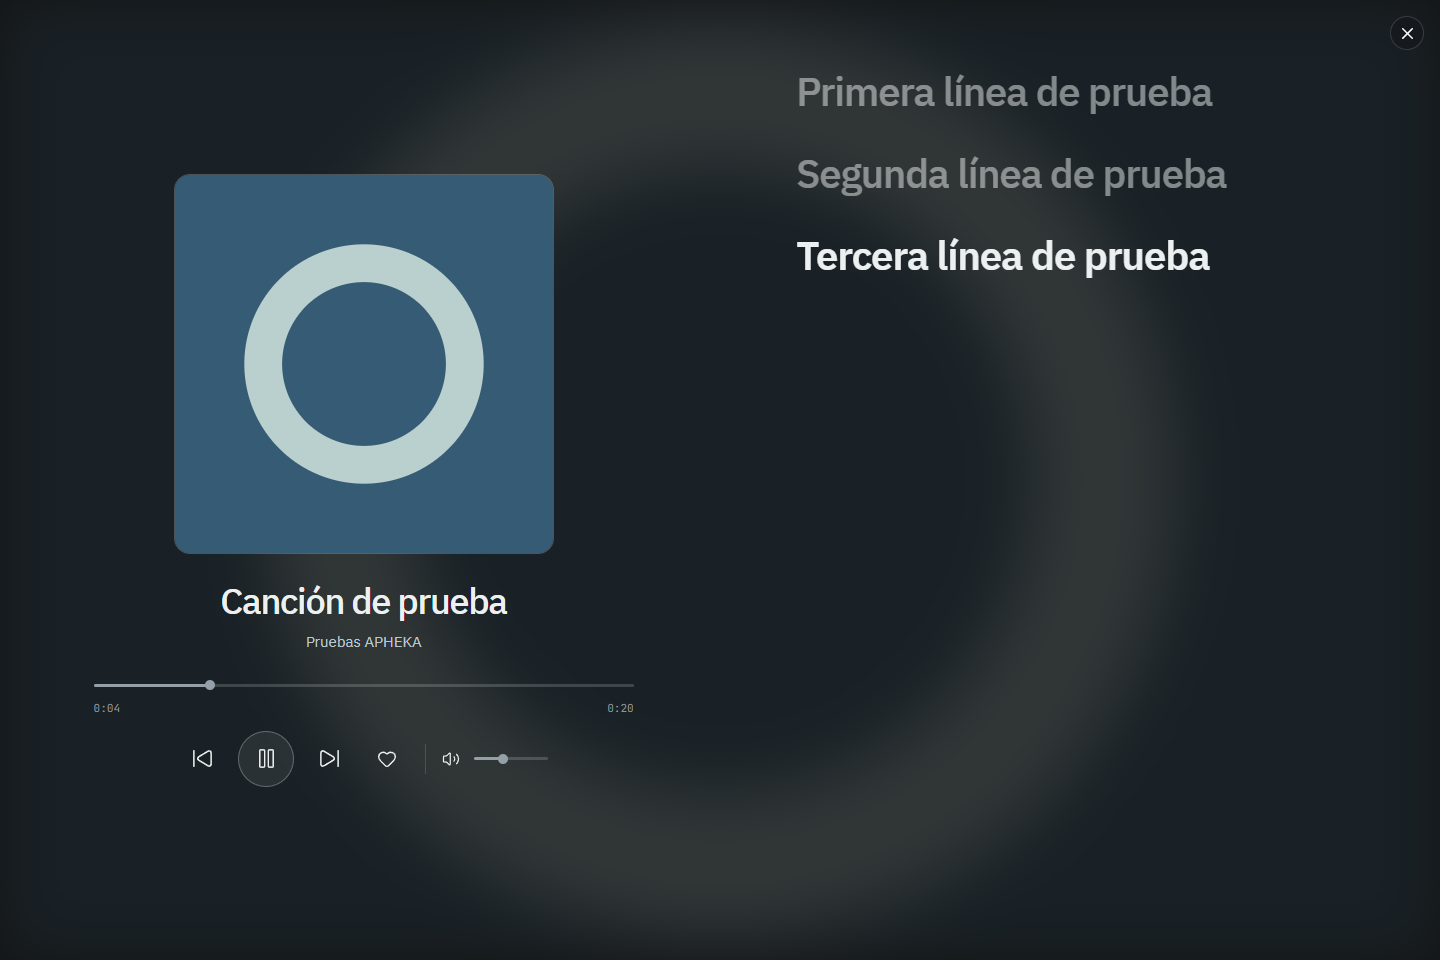 Primera línea de prueba
Segunda línea de prueba
Tercera línea de prueba
Canción de prueba
Pruebas APHEKA
0:04
0:20